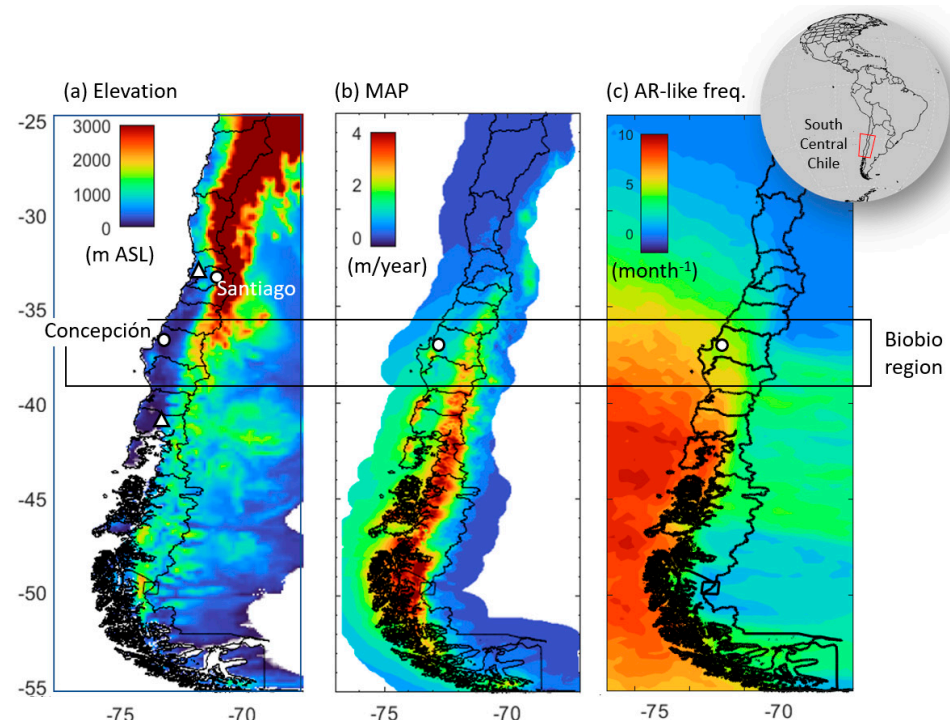 (a) Elevation
(b) MAP
(c) AR-like freq.
South
Central
Chile
-25
-30
-35
-40
-45
-50
-55
3000
2000
1000
0
(m ASL)
4
2
0
(m/year)
10
5
0
(month-1)
Santiago
Concepción
Biobio
region
-75
-70
-75
-70
-75
-70